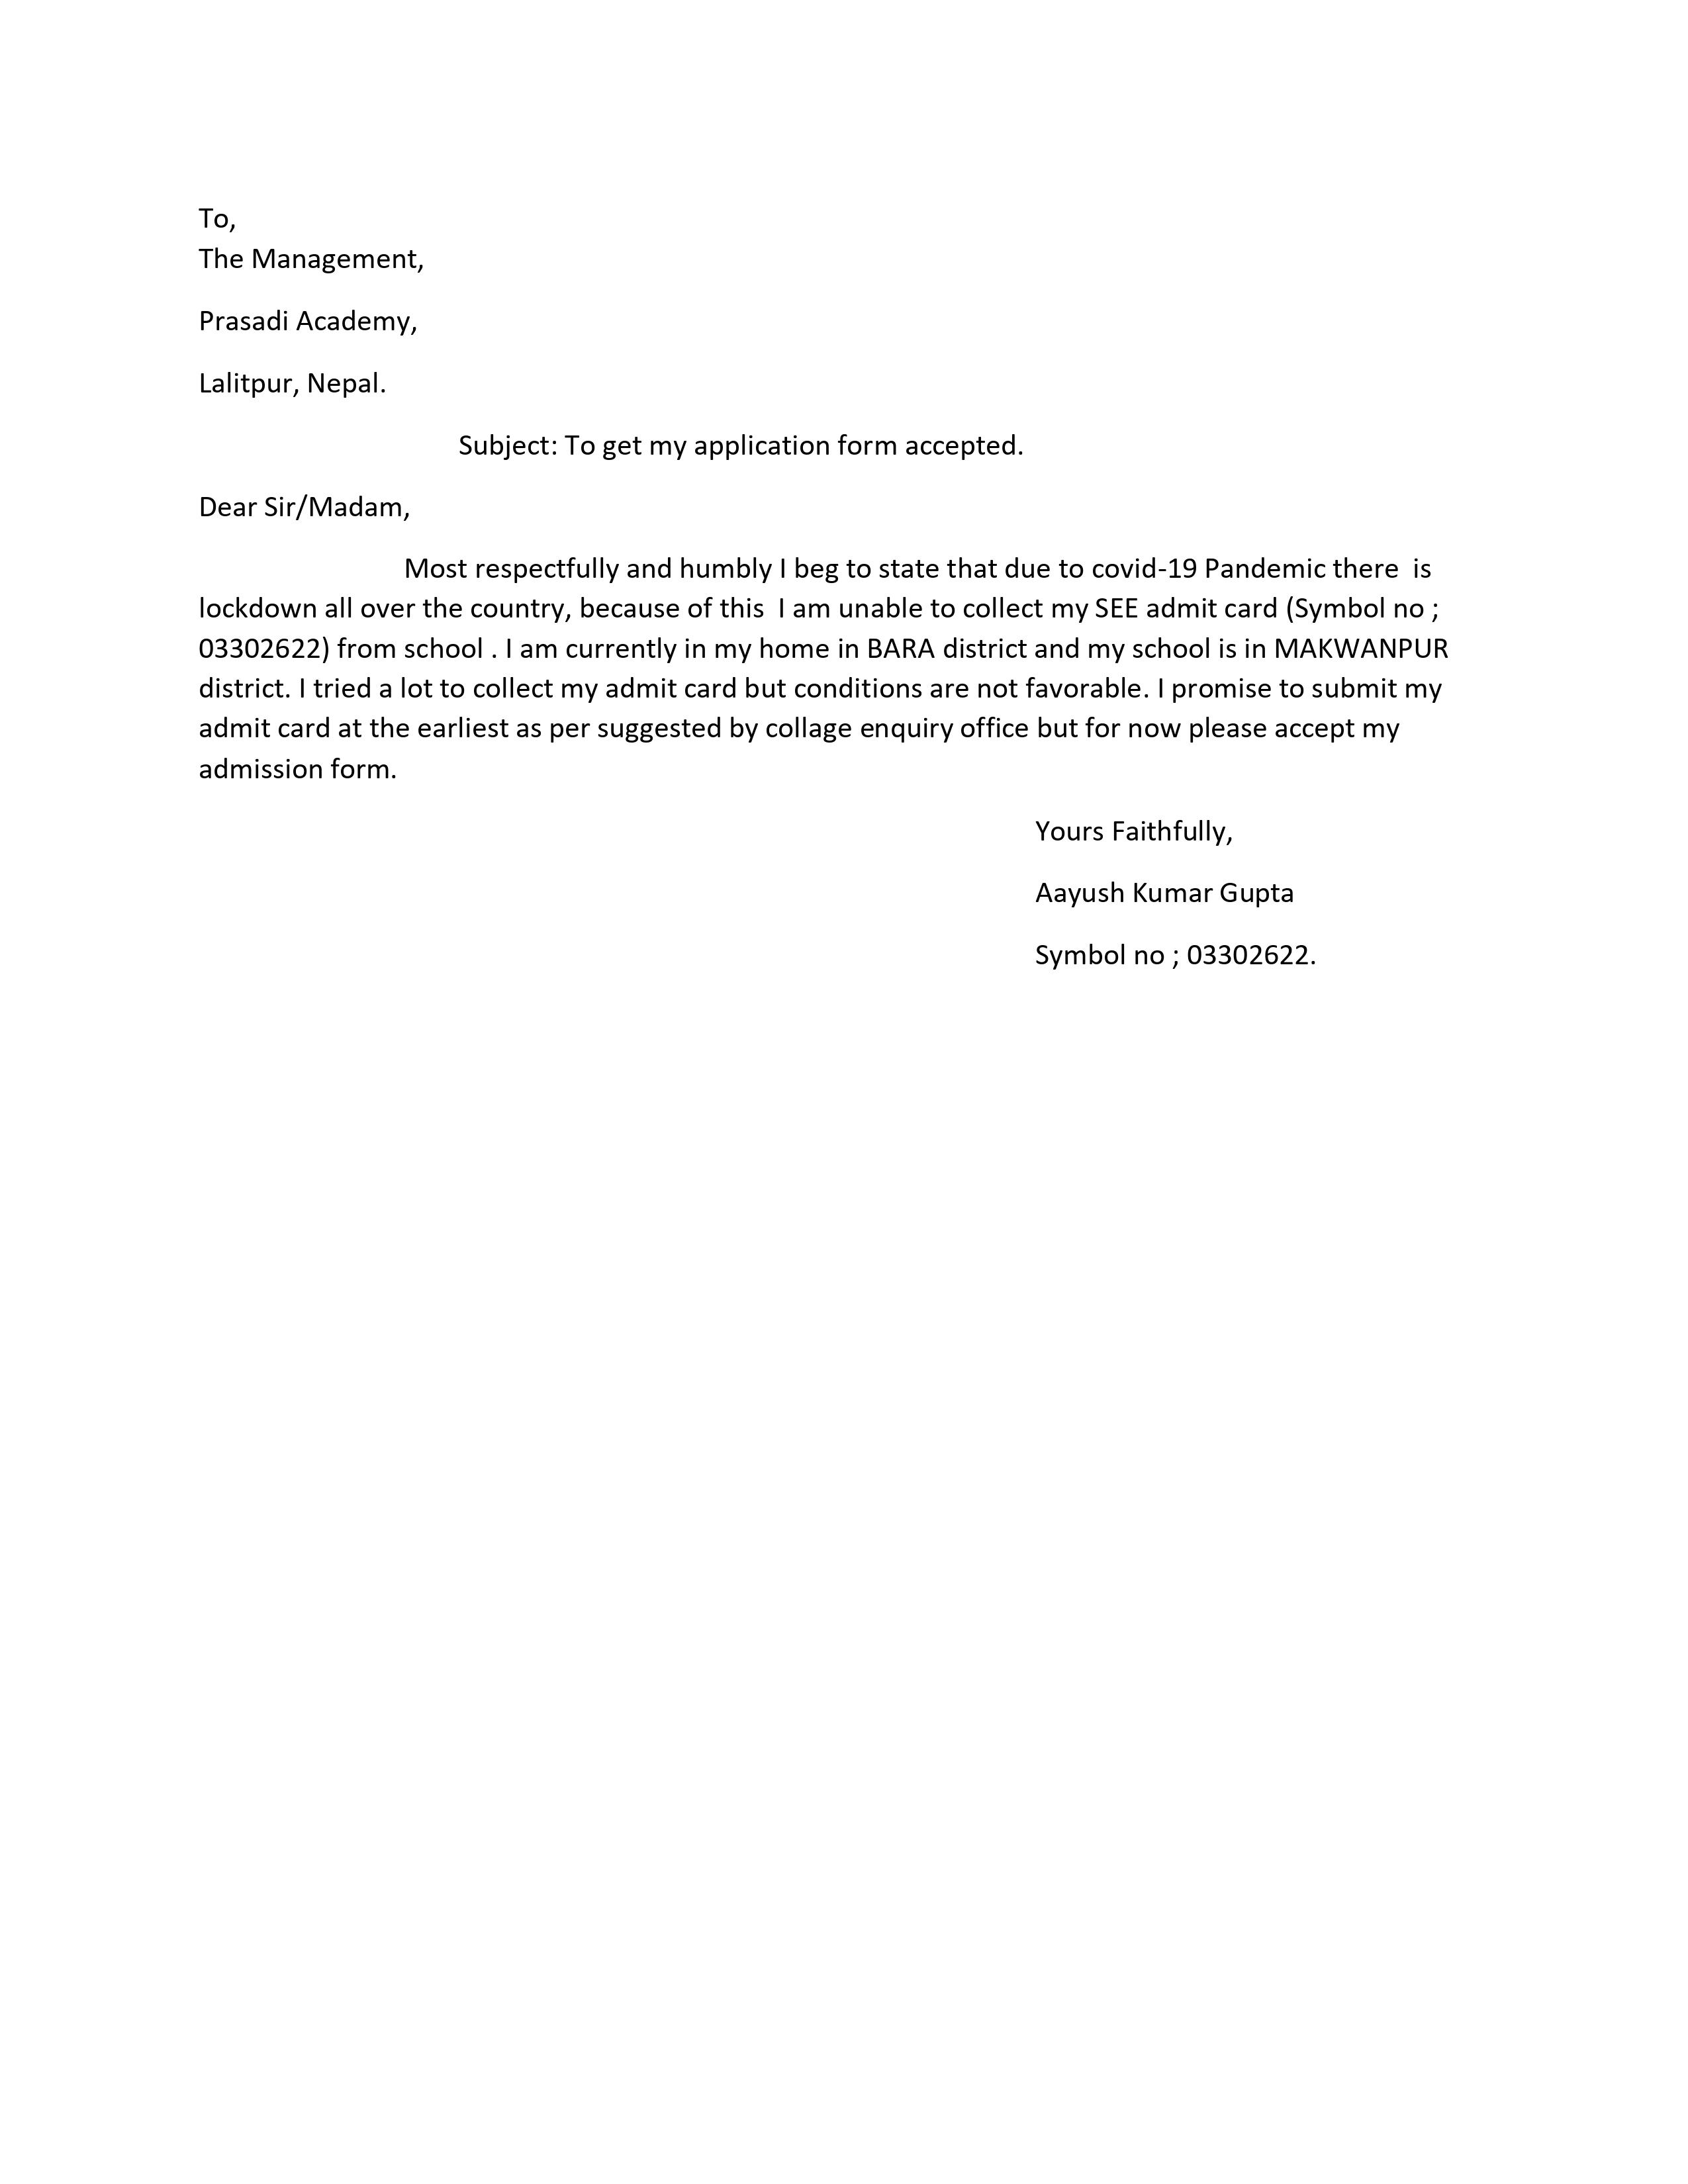 To,
The Management,
Prasadi Academy,
Lalitpur, Nepal.
Subject: To get my application form accepted.
Dear Sir/Madam,
Most respectfully and humbly I beg to state that due to covid-19 Pandemic there  is
lockdown all over the country, because of this  I am unable to collect my SEE admit card (Symbol no ;
03302622) from school . I am currently in my home in BARA district and my school is in MAKWANPUR
district. I tried a lot to collect my admit card but conditions are not favorable. I promise to submit my
admit card at the earliest as per suggested by collage enquiry office but for now please accept my
admission form.
Yours Faithfully,
Aayush Kumar Gupta
Symbol no ; 03302622.